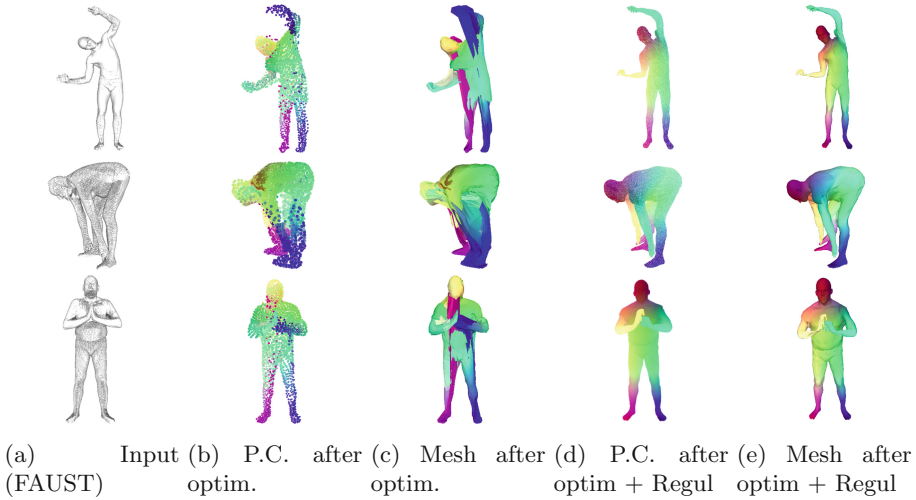 (a) Input (FAUST)
(b) P.C. after optim.
(c) Mesh after optim.
(d) P.C. after optim + Regul
(e) Mesh after optim + Regul